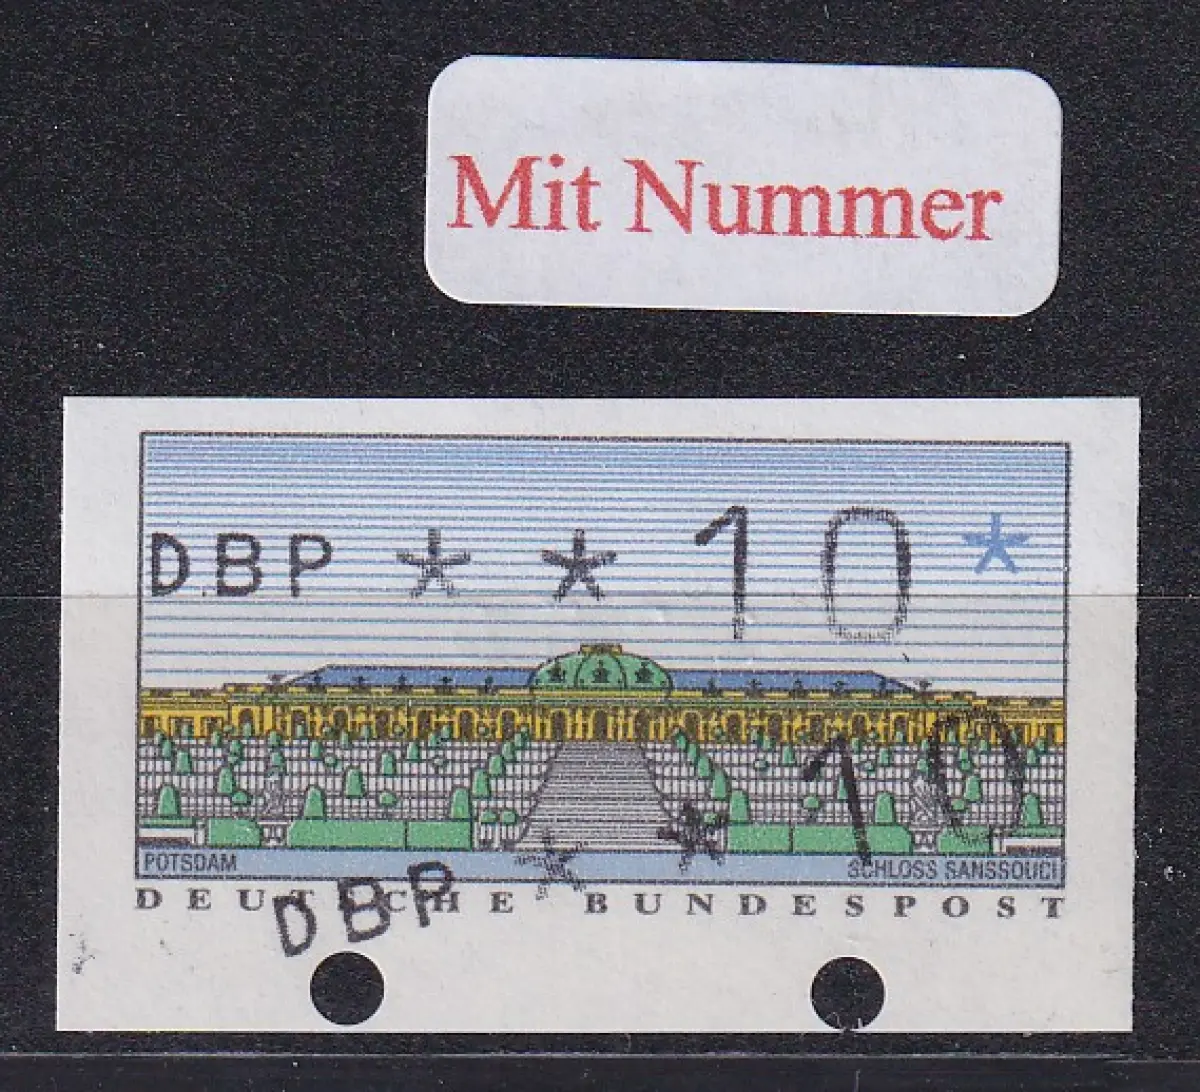 Mit Nummer
DBP * * 10 *
10
POTSDAM
SCHLOSS SANSSOUCI
DEUTSCHE BUNDESPOST
DBP * *